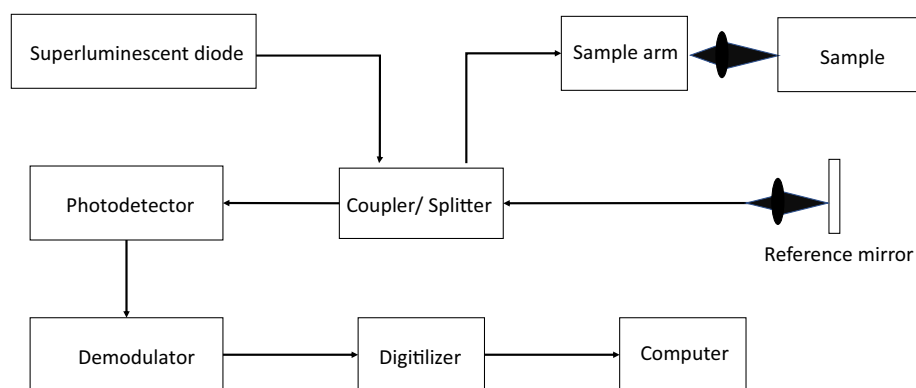 Superluminescent diode
Sample arm
Sample
Photodetector
Coupler/ Splitter
Reference mirror
Demodulator
Digitilizer
Computer